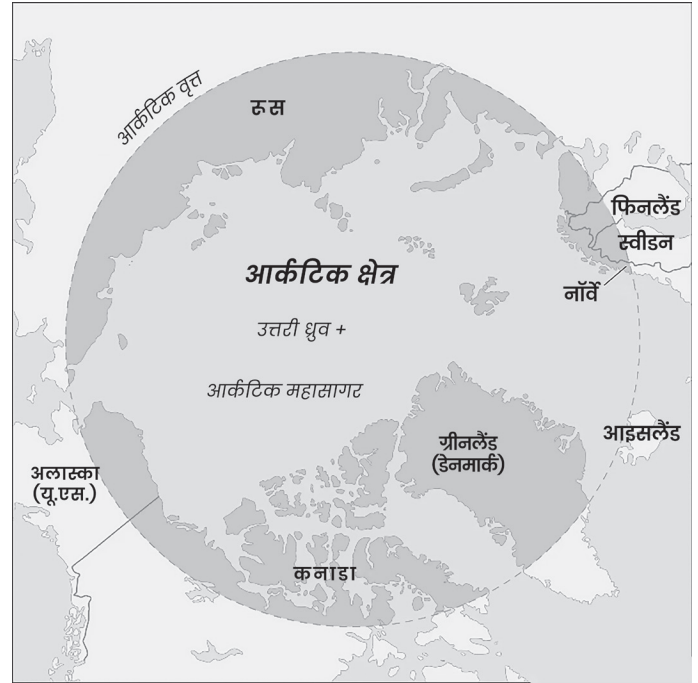 आर्कटिक वृत्त
रूस
फिनलैंड
स्वीडन
नॉर्वे
आर्कटिक क्षेत्र
उत्तरी ध्रुव +
आर्कटिक महासागर
आइसलैंड
ग्रीनलैंड
(डेनमार्क)
अलास्का
(यू.एस.)
कनाडा